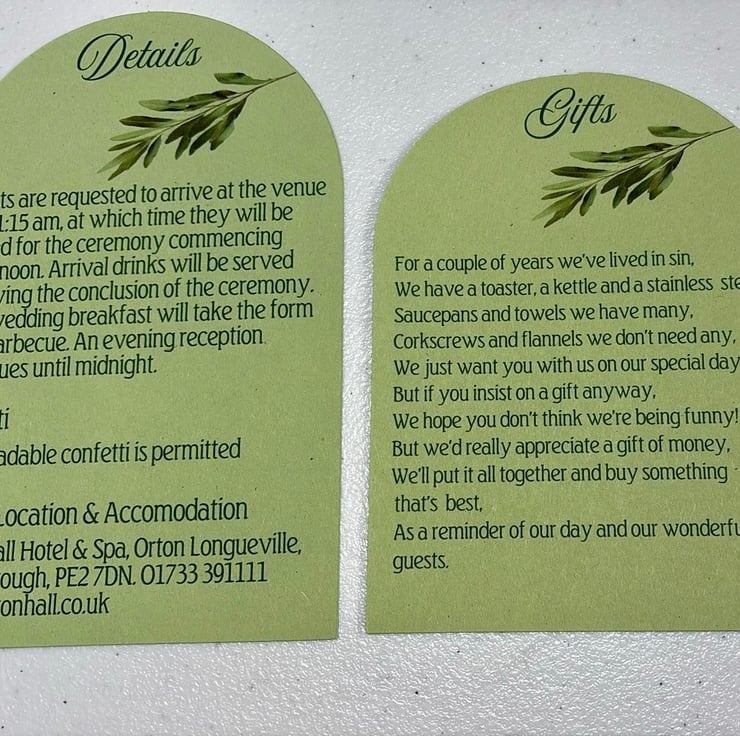 Details
ts are requested to arrive at the venue
1:15 am, at which time they will be
d for the ceremony commencing
noon. Arrival drinks will be served
ving the conclusion of the ceremony.
edding breakfast will take the form
arbecue. An evening reception
ues until midnight.
ti
adable confetti is permitted
Location & Accomodation
all Hotel & Spa, Orton Longueville,
ough, PE2 7DN. 01733 391111
onhall.co.uk
Gifts
For a couple of years we've lived in sin,
We have a toaster, a kettle and a stainless ste
Saucepans and towels we have many,
Corkscrews and flannels we don't need any,
We just want you with us on our special day
But if you insist on a gift anyway,
We hope you don't think we're being funny!
But we'd really appreciate a gift of money,
We'll put it all together and buy something
that's best,
As a reminder of our day and our wonderfu
guests.